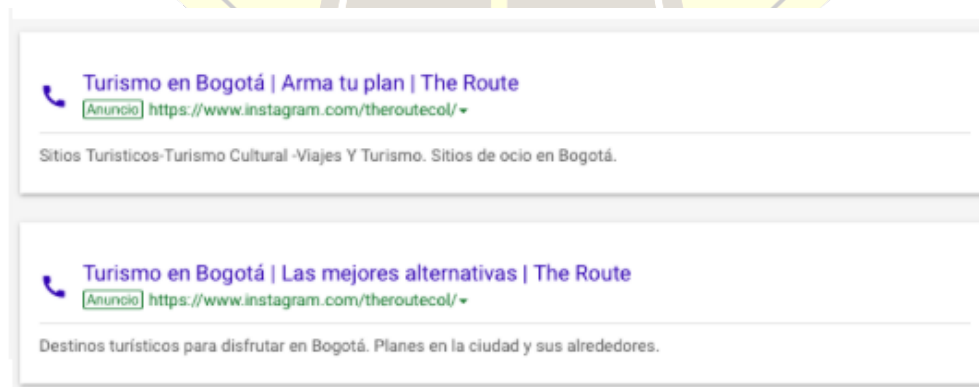 Turismo en Bogotá | Arma tu plan | The Route
Anuncio https://www.instagram.com/theroutecol/
Sitios Turisticos-Turismo Cultural -Viajes Y Turismo. Sitios de ocio en Bogotá.
Turismo en Bogotá | Las mejores alternativas | The Route
Anuncio https://www.instagram.com/theroutecol/
Destinos turísticos para disfrutar en Bogotá. Planes en la ciudad y sus alrededores.